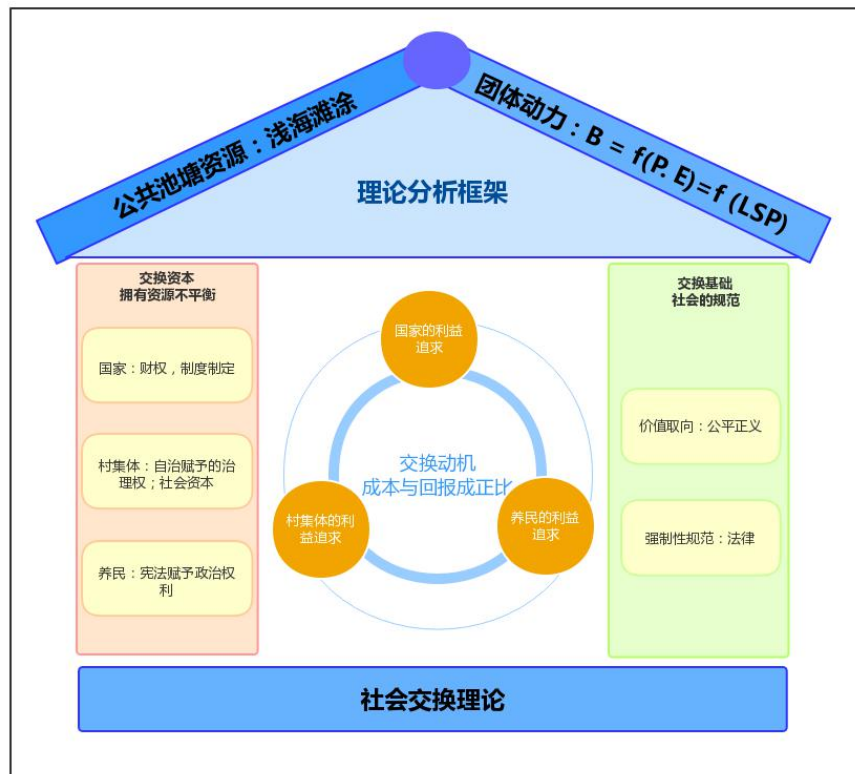 公共池塘资源：浅海滩涂
团体动力：B = f(P. E)=f (LSP)
理论分析框架
交换资本
拥有资源不平衡
国家：财权，制度制定
村集体：自治赋予的治
理权；社会资本
养民：宪法赋予政治权
利
国家的利益
追求
交换动机
成本与回报成正比
村集体的利
益追求
养民的利益
追求
交换基础
社会的规范
价值取向：公平正义
强制性规范：法律
社会交换理论